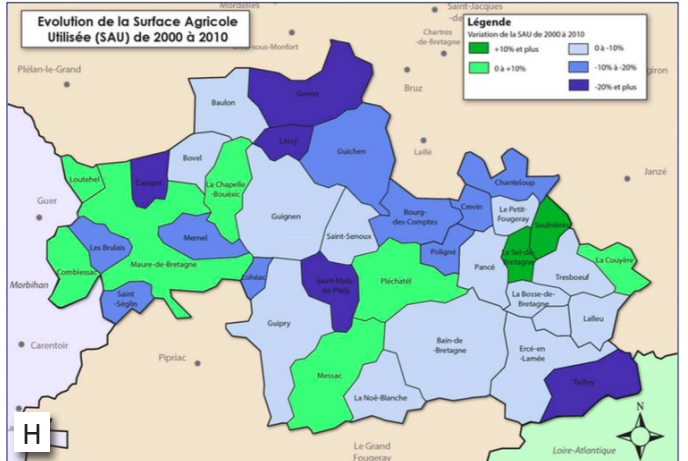 Evolution de la Surface Agricole
Utilisée (SAU) de 2000 à 2010
Saint-Jacques
Chartres
-de-Bretagne
Plélan-le-Grand
Bruz
Légende
Variation de la SAU de 2000 à 2010
+10% et plus
0 à +10%
0 à -10%
-10% à -20%
-20% et plus
Baulon
Goven
Lassy
Guichen
Laillé
Janzé
Bovel
Loutehel
Campel
La Chapelle
-Bouëxic
Chanteloup
Crevin
Le Petit-
Fougeray
Saulnières
Guer
Guignen
Bourg-
des-Comptes
Saint-Senoux
Mernel
Les Brulais
Poligné
Le Sel-de-
Bretagne
La Couyère
Comblessac
Maure-de-Bretagne
Pancé
Tresboeuf
Morbihan
Lohéac
Saint-Malo-
de-Phily
Pléchâtel
Saint
-Séglin
La Bosse-de-
Bretagne
Lalleu
Guipry
Carentoir
Pipriac
Bain-de
-Bretagne
Ercé-en
-Lamée
Messac
Teillay
La Noë-Blanche
N
H
Le Grand
Fougeray
Loire-Atlantique